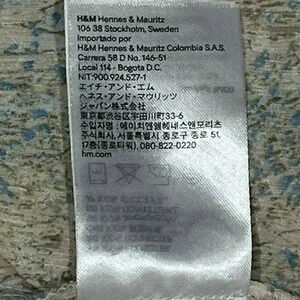 H&M Hennes & Mauritz
106 38 Stockholm, Sweden
Importado por
H&M Hennes & Mauritz Colombia S.A.S.
Carrera 58 D No. 146-51
Local 114 - Bogota D.C.
NIT:900.924.527-1
エイチ・アンド・エム
ヘネス・アンド・マウリッツ
ジャパン株式会社
東京都渋谷区宇田川町33-6
수입자명 : 에이치앤엠헤네스앤모리츠
주식회사, 서울특별시 중구 종로 51,
17층(종로타워), 080-822-0220
hm.com